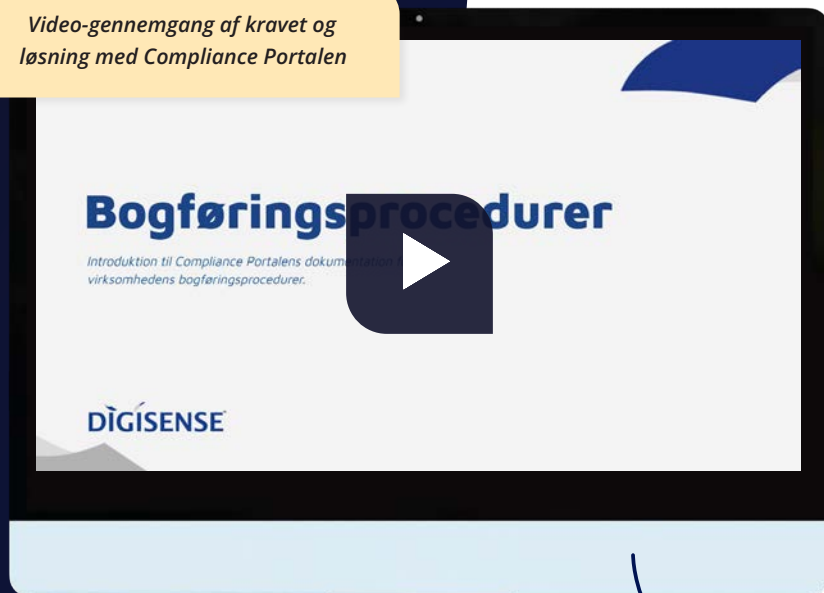 Video-gennemgang af kravet og
løsning med Compliance Portalen
Bogføringsprocedurer
Introduktion til Compliance Portalens dokumentation f
virksomhedens bogføringsprocedurer.
DIGISENSE